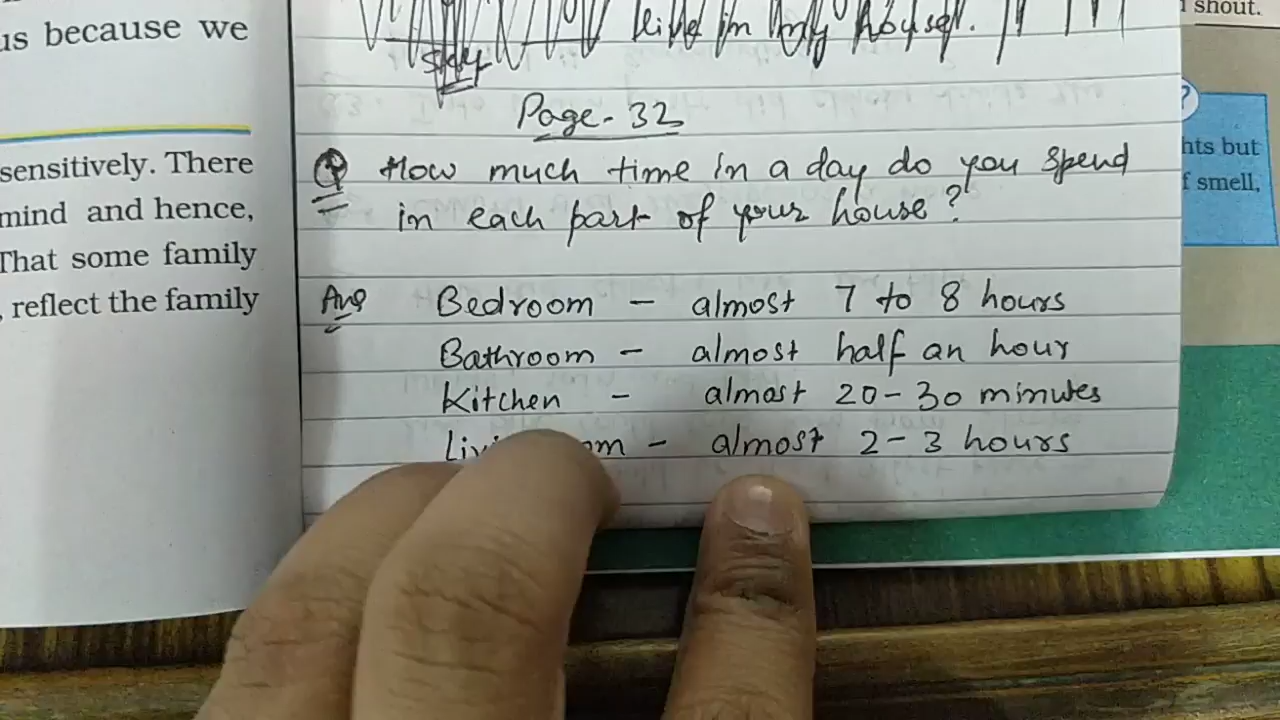 us because we
sensitively. There
mind and hence,
That some family
reflect the family
shout.
?
hts but
f smell,
Page-32
Q How much time in a day do you spend
in each part of your house?
Ans Bedroom - almost 7 to 8 hours
Bathroom - almost half an hour
Kitchen - almost 20-30 minutes
Liv om - almost 2-3 hours